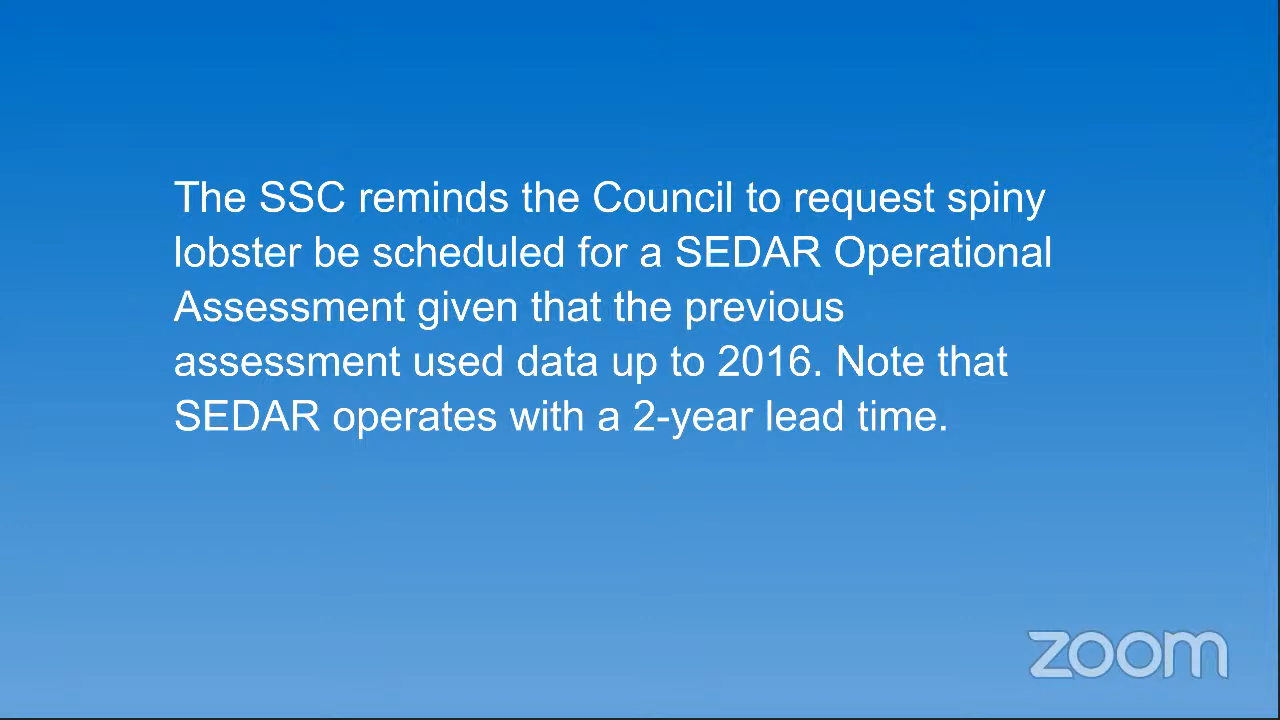 The SSC reminds the Council to request spiny
lobster be scheduled for a SEDAR Operational
Assessment given that the previous
assessment used data up to 2016. Note that
SEDAR operates with a 2-year lead time.
zoom